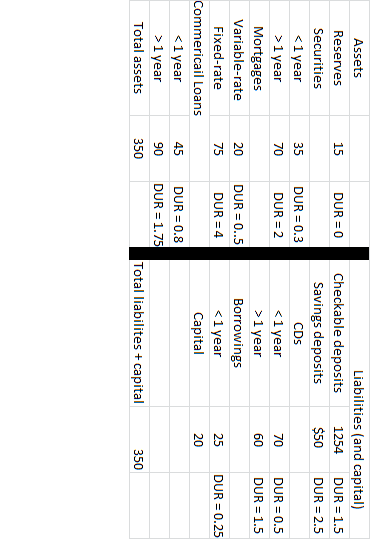 Assets Liabilities (and capital)
Reserves 15 DUR = 0 Checkable deposits 1254 DUR = 1.5
Securities Savings deposits $50 DUR = 2.5
< 1 year 35 DUR = 0.3 CDs
> 1 year 70 DUR = 2 < 1 year 70 DUR = 0.5
Mortgages > 1 year 60 DUR = 1.5
Variable-rate 20 DUR = 0..5 Borrowings
Fixed-rate 75 DUR = 4 < 1 year 25 DUR = 0.25
Commericail Loans Capital 20
< 1 year 45 DUR = 0.8
> 1 year 90 DUR = 1.75
Total assets 350 Total liabilites + capital 350